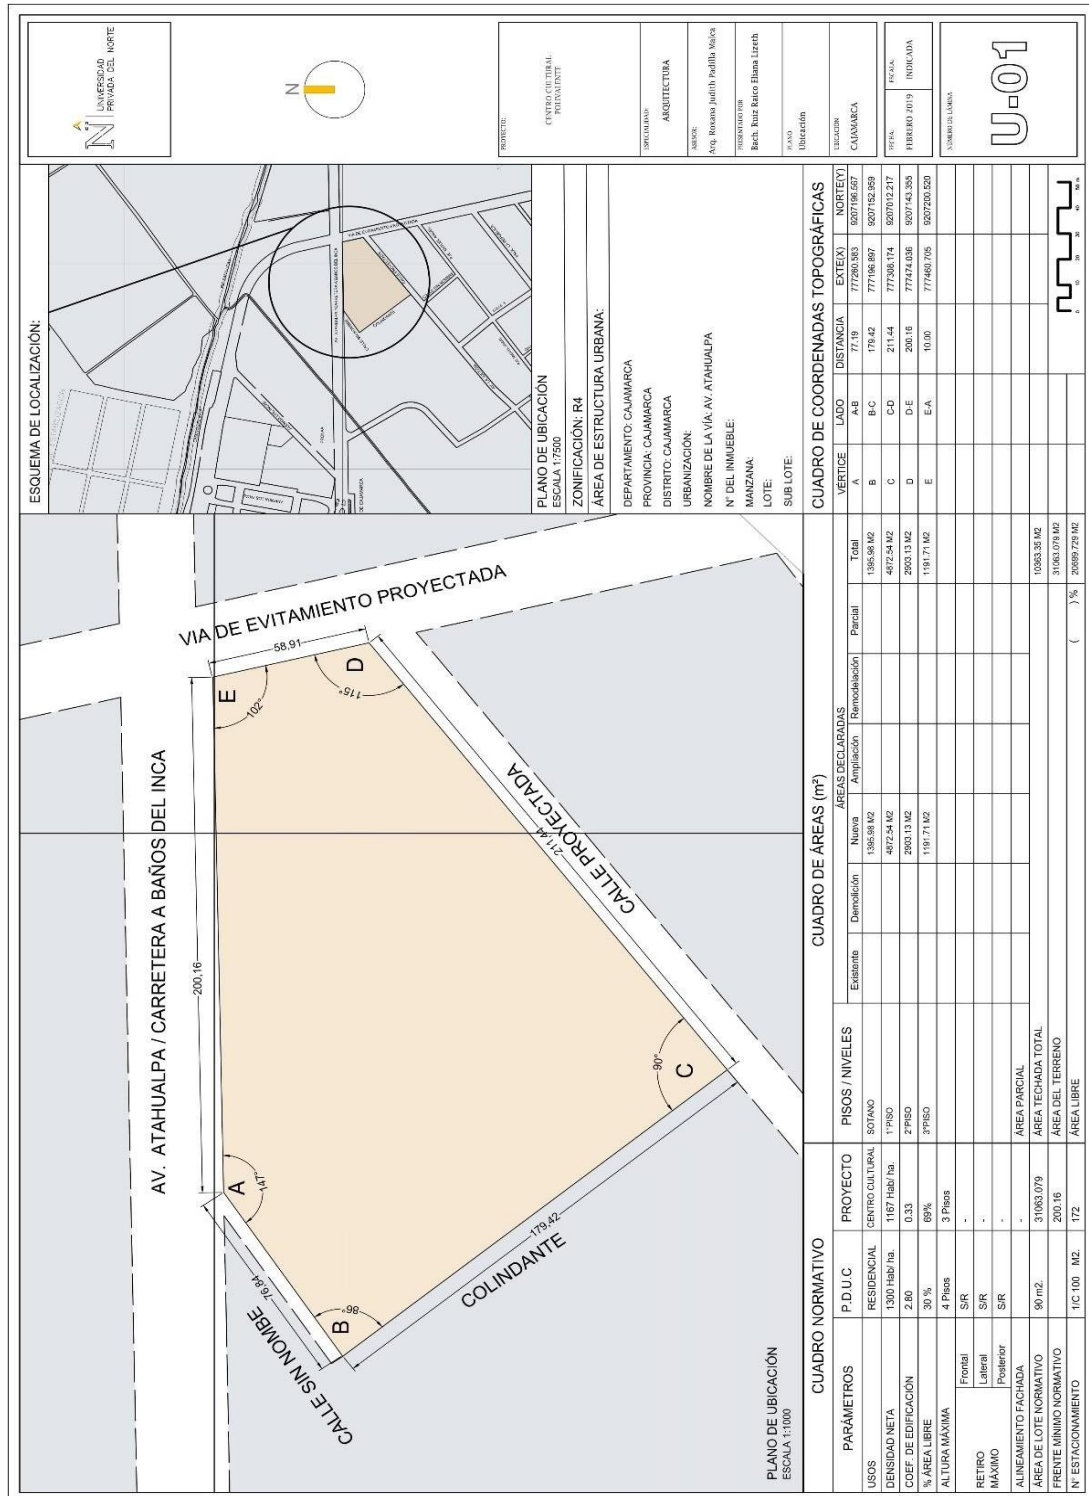 AV. ATAHUALPA / CARRETERA A BAÑOS DEL INCA
200,16
VIA DE EVITAMIENTO PROYECTADA
58,91
A
147°
E
102°
D
115°
CALLE SIN NOMBE
76,84
B
86°
COLINDANTE
179,42
C
90°
CALLE PROYECTADA
211,44
PLANO DE UBICACIÓN
ESCALA 1:1000
ESQUEMA DE LOCALIZACIÓN:
PLANO DE UBICACIÓN
ESCALA 1:7500
ZONIFICACIÓN: R4
ÁREA DE ESTRUCTURA URBANA:
DEPARTAMENTO: CAJAMARCA
PROVINCIA: CAJAMARCA
DISTRITO: CAJAMARCA
URBANIZACIÓN:
NOMBRE DE LA VÍA: AV. ATAHUALPA
N° DEL INMUEBLE:
MANZANA:
LOTE:
SUB LOTE:
UNIVERSIDAD
PRIVADA DEL NORTE
N
PROYECTO:
CENTRO CULTURAL
POLIVALENTE
ESPECIALIDAD:
ARQUITECTURA
ASESOR:
Arq. Roxana Judith Padilla Malca
PRESENTADO POR
Bach. Ruiz Raico Eliana Lizeth
PLANO
Ubicación
UBICACIÓN
CAJAMARCA
FECHA: ESCALA:
FEBRERO 2019 INDICADA
NÚMERO DE LÁMINA
U-01
CUADRO NORMATIVO
PARÁMETROS P.D.U.C PROYECTO
USOS RESIDENCIAL CENTRO CULTURAL
DENSIDAD NETA 1300 Hab/ ha. 1167 Hab/ ha.
COEF. DE EDIFICACIÓN 2.80 0.33
% ÁREA LIBRE 30 % 69%
ALTURA MÁXIMA 4 Pisos 3 Pisos
RETIRO MÁXIMO
Frontal S/R -
Lateral S/R -
Posterior S/R -
ALINEAMIENTO FACHADA -
ÁREA DE LOTE NORMATIVO 90 m2. 31063.079
FRENTE MÍNIMO NORMATIVO 200.16
N° ESTACIONAMIENTO 1/C 100 M2. 172
CUADRO DE ÁREAS (m²)
PISOS / NIVELES ÁREAS DECLARADAS
Existente Demolición Nueva Ampliación Remodelación Parcial Total
SOTANO 1395.98 M2 1395.98 M2
1°PISO 4872.54 M2 4872.54 M2
2°PISO 2903.13 M2 2903.13 M2
3°PISO 1191.71 M2 1191.71 M2
ÁREA PARCIAL
ÁREA TECHADA TOTAL 10363.35 M2
ÁREA DEL TERRENO 31063.079 M2
ÁREA LIBRE ( ) % 20699.729 M2
CUADRO DE COORDENADAS TOPOGRÁFICAS
VÉRTICE LADO DISTANCIA EXTE(X) NORTE(Y)
A A-B 77.19 777260.583 9207196.567
B B-C 179.42 777196.897 9207152.959
C C-D 211.44 777308.174 9207012.217
D D-E 200.16 777474.036 9207143.355
E E-A 10.00 777460.705 9207200.520